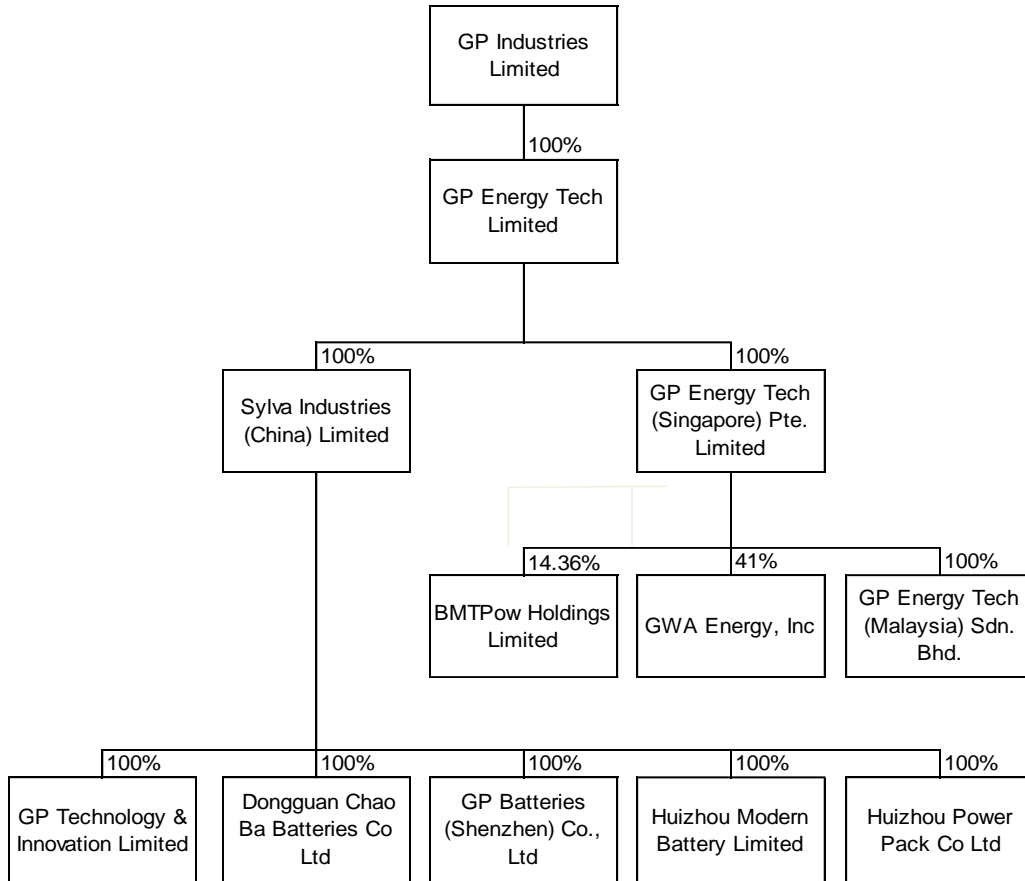 GP Industries
Limited
100%
GP Energy Tech
Limited
100%
100%
Sylva Industries
(China) Limited
GP Energy Tech
(Singapore) Pte.
Limited
14.36%
41%
100%
BMTPow Holdings
Limited
GWA Energy, Inc
GP Energy Tech
(Malaysia) Sdn.
Bhd.
100%
100%
100%
100%
100%
GP Technology &
Innovation Limited
Dongguan Chao
Ba Batteries Co
Ltd
GP Batteries
(Shenzhen) Co.,
Ltd
Huizhou Modern
Battery Limited
Huizhou Power
Pack Co Ltd